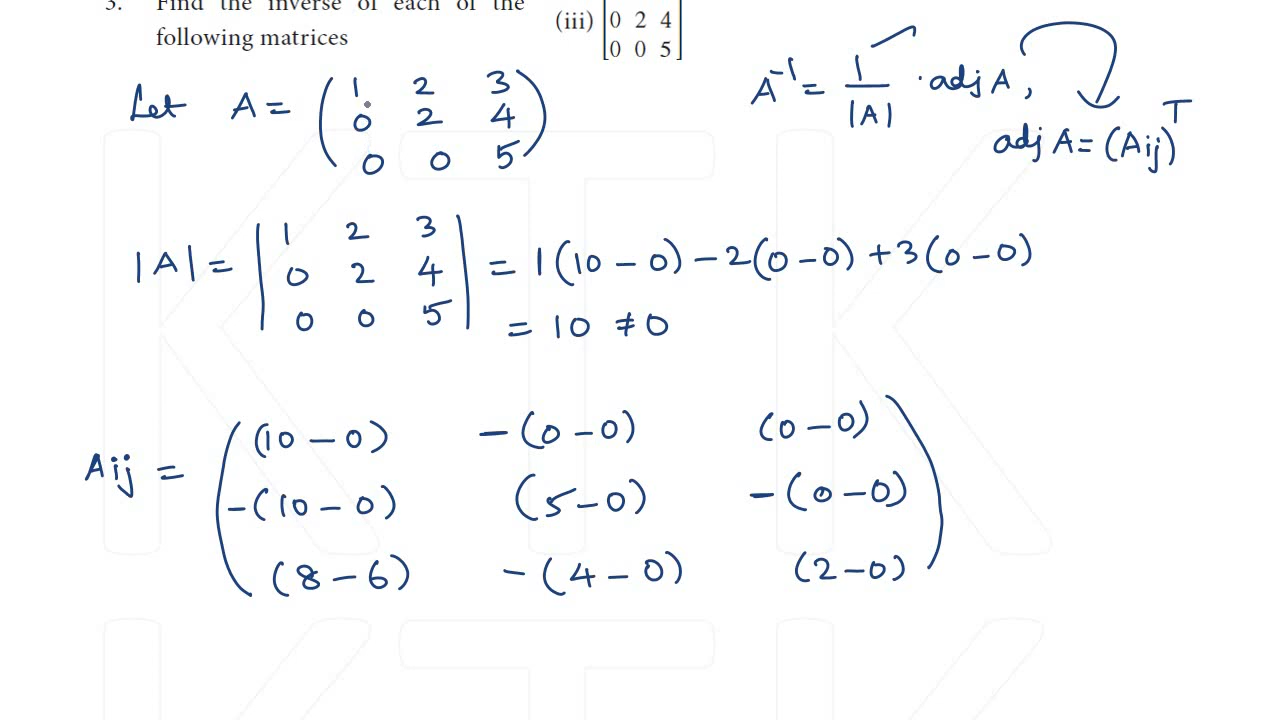 3. Find the inverse of each of the
following matrices
(iii) [0 2 4
0 0 5]
Let A = (1 2 3
0 2 4
0 0 5)
A⁻¹ = 1/|A| · adj A,
adj A = (Aij)ᵀ
|A| = |1 2 3
0 2 4
0 0 5| = 1(10 – 0) – 2(0 – 0) + 3(0 – 0)
= 10 ≠ 0
Aij = ((10 – 0) –(0 – 0) (0 – 0)
–(10 – 0) (5 – 0) –(0 – 0)
(8 – 6) –(4 – 0) (2 – 0))
KTK
KTK